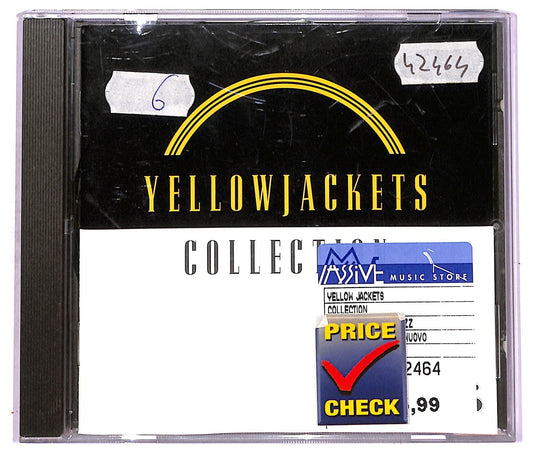 6
42464
YELLOWJACKETS
COLLECTION
MASSIVE
MUSIC STORE
YELLOW JACKETS
COLLECTION
ZZ
NUOVO
2464
,99
PRICE
CHECK